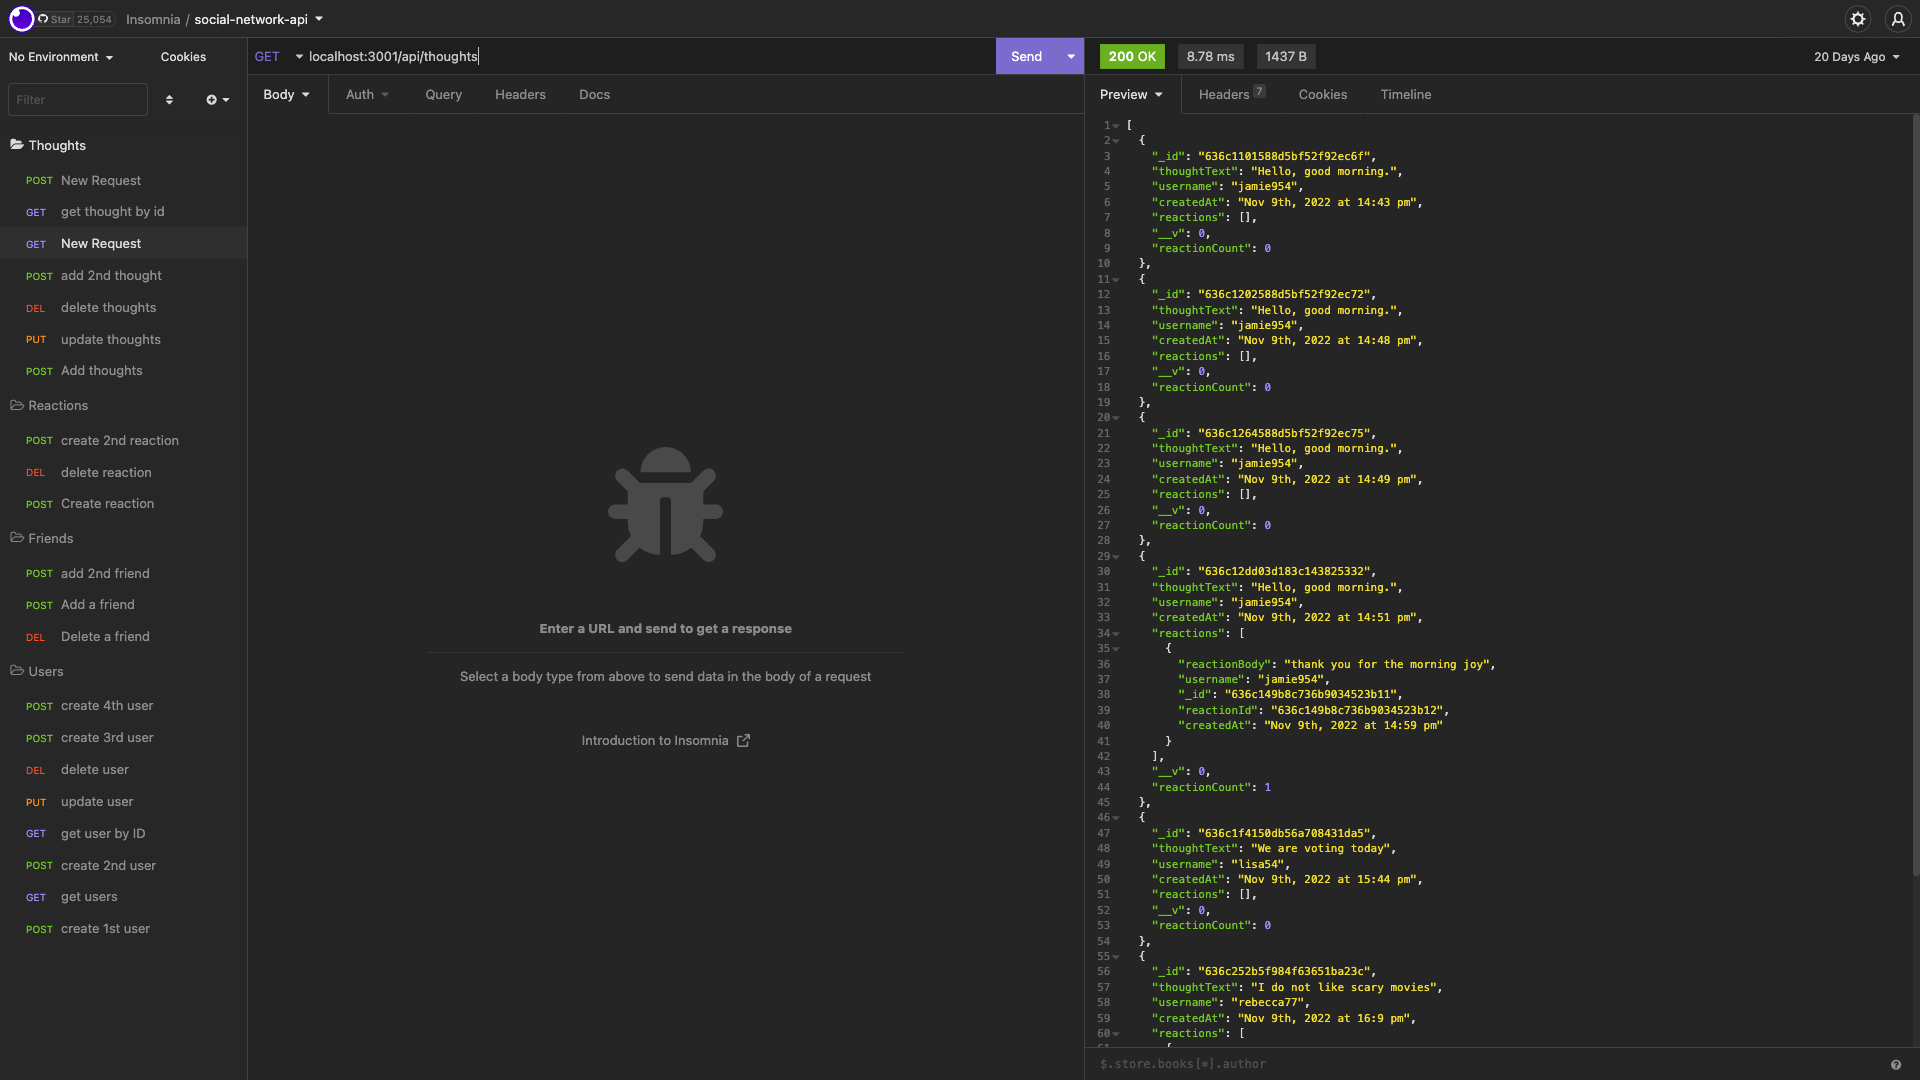 Star 25,054 Insomnia / social-network-api
No Environment Cookies
Filter
Thoughts
POST New Request
GET get thought by id
GET New Request
POST add 2nd thought
DEL delete thoughts
PUT update thoughts
POST Add thoughts
Reactions
POST create 2nd reaction
DEL delete reaction
POST Create reaction
Friends
POST add 2nd friend
POST Add a friend
DEL Delete a friend
Users
POST create 4th user
POST create 3rd user
DEL delete user
PUT update user
GET get user by ID
POST create 2nd user
GET get users
POST create 1st user
GET localhost:3001/api/thoughts Send
Body Auth Query Headers Docs
Enter a URL and send to get a response
Select a body type from above to send data in the body of a request
Introduction to Insomnia
200 OK 8.78 ms 1437 B 20 Days Ago
Preview Headers 7 Cookies Timeline
1 [
2 {
3 "_id": "636c1101588d5bf52f92ec6f",
4 "thoughtText": "Hello, good morning.",
5 "username": "jamie954",
6 "createdAt": "Nov 9th, 2022 at 14:43 pm",
7 "reactions": [],
8 "__v": 0,
9 "reactionCount": 0
10 },
11 {
12 "_id": "636c1202588d5bf52f92ec72",
13 "thoughtText": "Hello, good morning.",
14 "username": "jamie954",
15 "createdAt": "Nov 9th, 2022 at 14:48 pm",
16 "reactions": [],
17 "__v": 0,
18 "reactionCount": 0
19 },
20 {
21 "_id": "636c1264588d5bf52f92ec75",
22 "thoughtText": "Hello, good morning.",
23 "username": "jamie954",
24 "createdAt": "Nov 9th, 2022 at 14:49 pm",
25 "reactions": [],
26 "__v": 0,
27 "reactionCount": 0
28 },
29 {
30 "_id": "636c12dd03d183c143825332",
31 "thoughtText": "Hello, good morning.",
32 "username": "jamie954",
33 "createdAt": "Nov 9th, 2022 at 14:51 pm",
34 "reactions": [
35 {
36 "reactionBody": "thank you for the morning joy",
37 "username": "jamie954",
38 "_id": "636c149b8c736b9034523b11",
39 "reactionId": "636c149b8c736b9034523b12",
40 "createdAt": "Nov 9th, 2022 at 14:59 pm"
41 }
42 ],
43 "__v": 0,
44 "reactionCount": 1
45 },
46 {
47 "_id": "636c1f4150db56a708431da5",
48 "thoughtText": "We are voting today",
49 "username": "lisa54",
50 "createdAt": "Nov 9th, 2022 at 15:44 pm",
51 "reactions": [],
52 "__v": 0,
53 "reactionCount": 0
54 },
55 {
56 "_id": "636c252b5f984f63651ba23c",
57 "thoughtText": "I do not like scary movies",
58 "username": "rebecca77",
59 "createdAt": "Nov 9th, 2022 at 16:9 pm",
60 "reactions": [
$.store.books[*].author